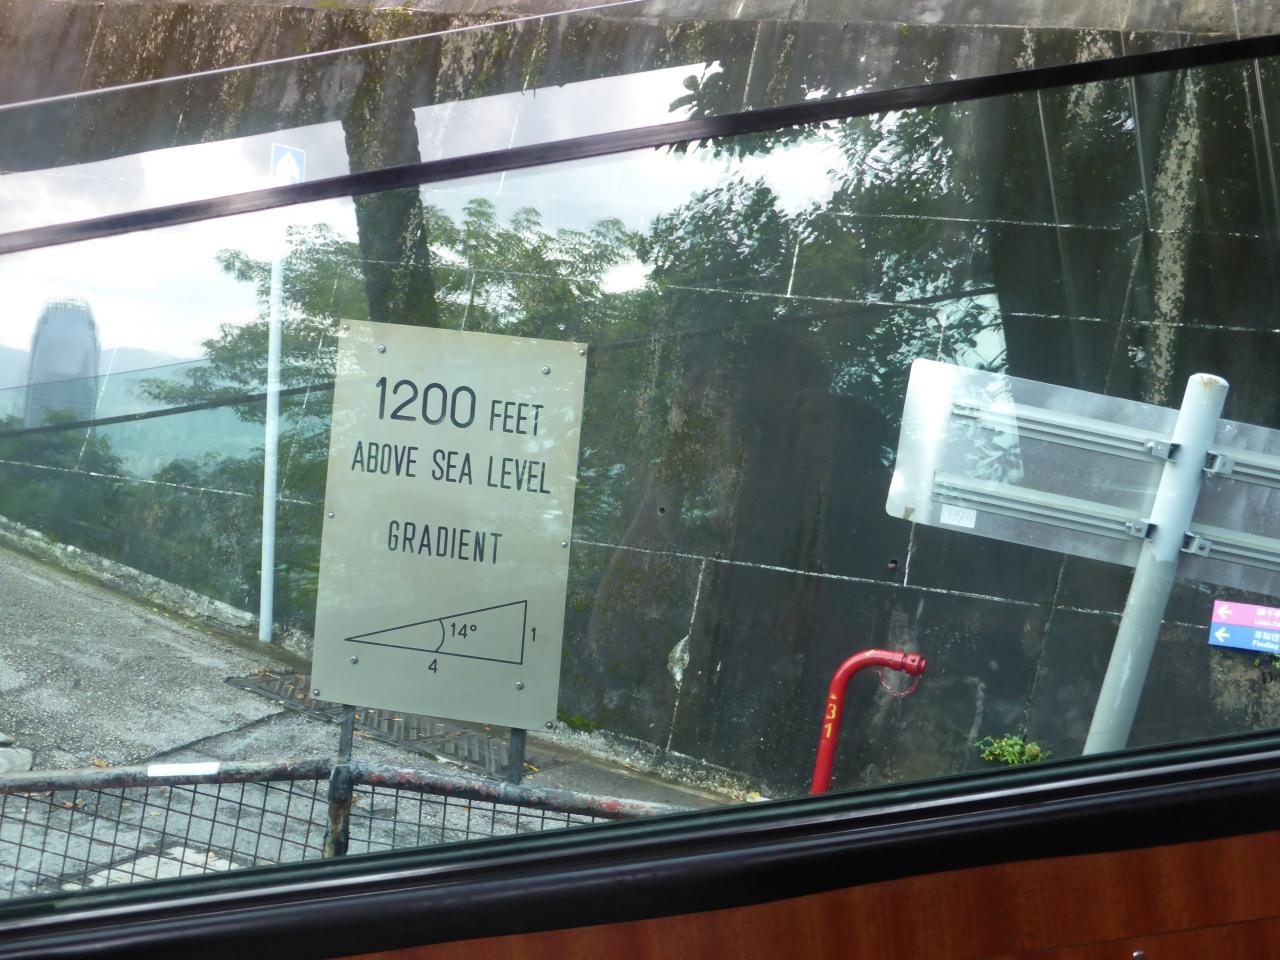 1200 FEET
ABOVE SEA LEVEL
GRADIENT
14°
1
4
31